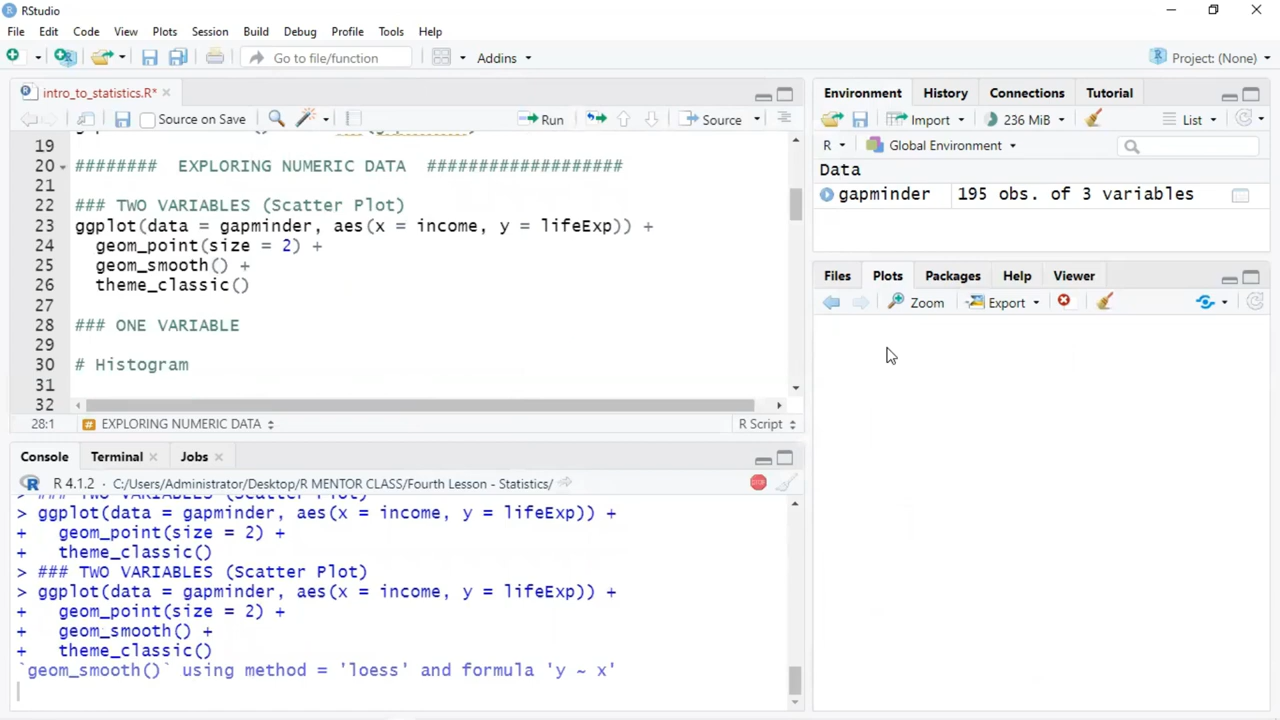 RStudio
File Edit Code View Plots Session Build Debug Profile Tools Help
Go to file/function
Addins
Project: (None)
intro_to_statistics.R*
Source on Save
Run
Source
19
20 ######## EXPLORING NUMERIC DATA ###################
21
22 ### TWO VARIABLES (Scatter Plot)
23 ggplot(data = gapminder, aes(x = income, y = lifeExp)) +
24 geom_point(size = 2) +
25 geom_smooth() +
26 theme_classic()
27
28 ### ONE VARIABLE
29
30 # Histogram
31
32
28:1 # EXPLORING NUMERIC DATA R Script
Console Terminal Jobs
R 4.1.2 · C:/Users/Administrator/Desktop/R MENTOR CLASS/Fourth Lesson - Statistics/
STOP
> ### TWO VARIABLES (Scatter Plot)
> ggplot(data = gapminder, aes(x = income, y = lifeExp)) +
+ geom_point(size = 2) +
+ theme_classic()
> ### TWO VARIABLES (Scatter Plot)
> ggplot(data = gapminder, aes(x = income, y = lifeExp)) +
+ geom_point(size = 2) +
+ geom_smooth() +
+ theme_classic()
`geom_smooth()` using method = 'loess' and formula 'y ~ x'
Environment History Connections Tutorial
Import 236 MiB List
R Global Environment
Data
gapminder 195 obs. of 3 variables
Files Plots Packages Help Viewer
Zoom Export